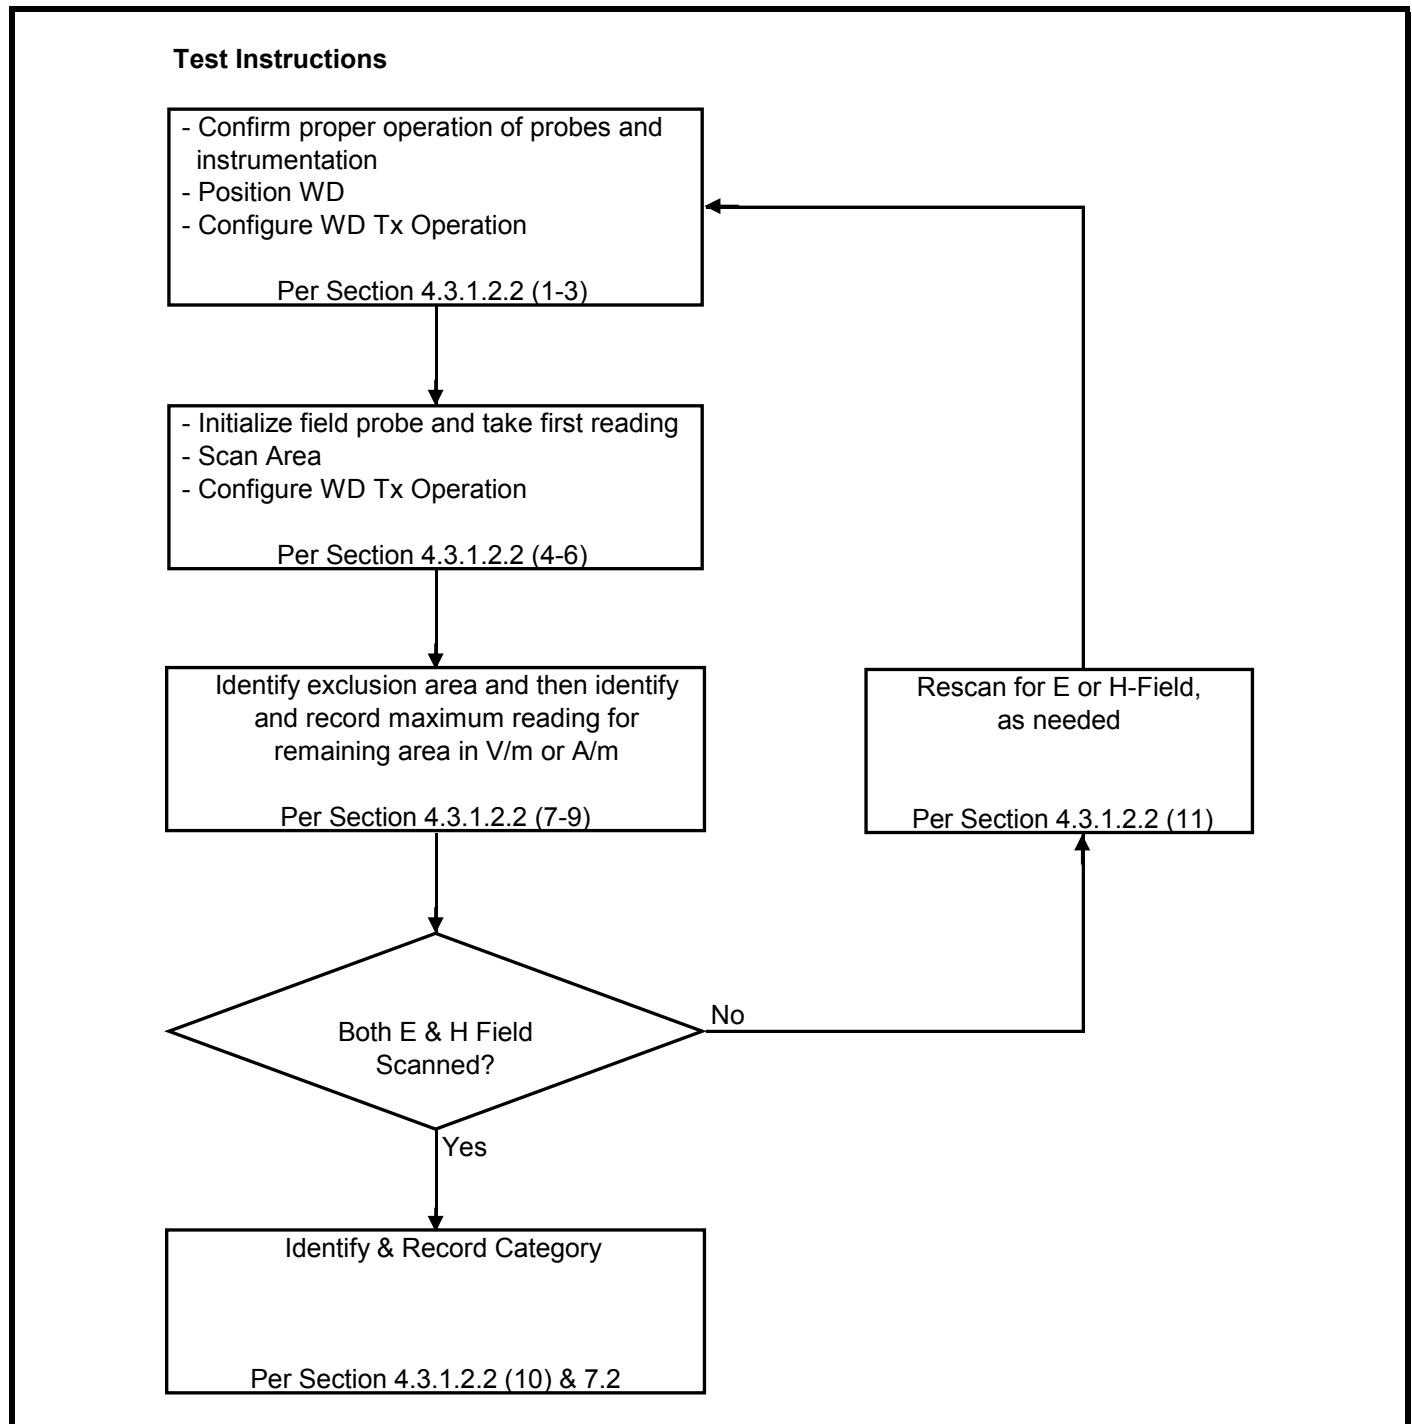 Test Instructions
- Confirm proper operation of probes and
instrumentation
- Position WD
- Configure WD Tx Operation
Per Section 4.3.1.2.2 (1-3)
- Initialize field probe and take first reading
- Scan Area
- Configure WD Tx Operation
Per Section 4.3.1.2.2 (4-6)
Identify exclusion area and then identify
and record maximum reading for
remaining area in V/m or A/m
Per Section 4.3.1.2.2 (7-9)
Rescan for E or H-Field,
as needed
Per Section 4.3.1.2.2 (11)
Both E & H Field
Scanned?
No
Yes
Identify & Record Category
Per Section 4.3.1.2.2 (10) & 7.2